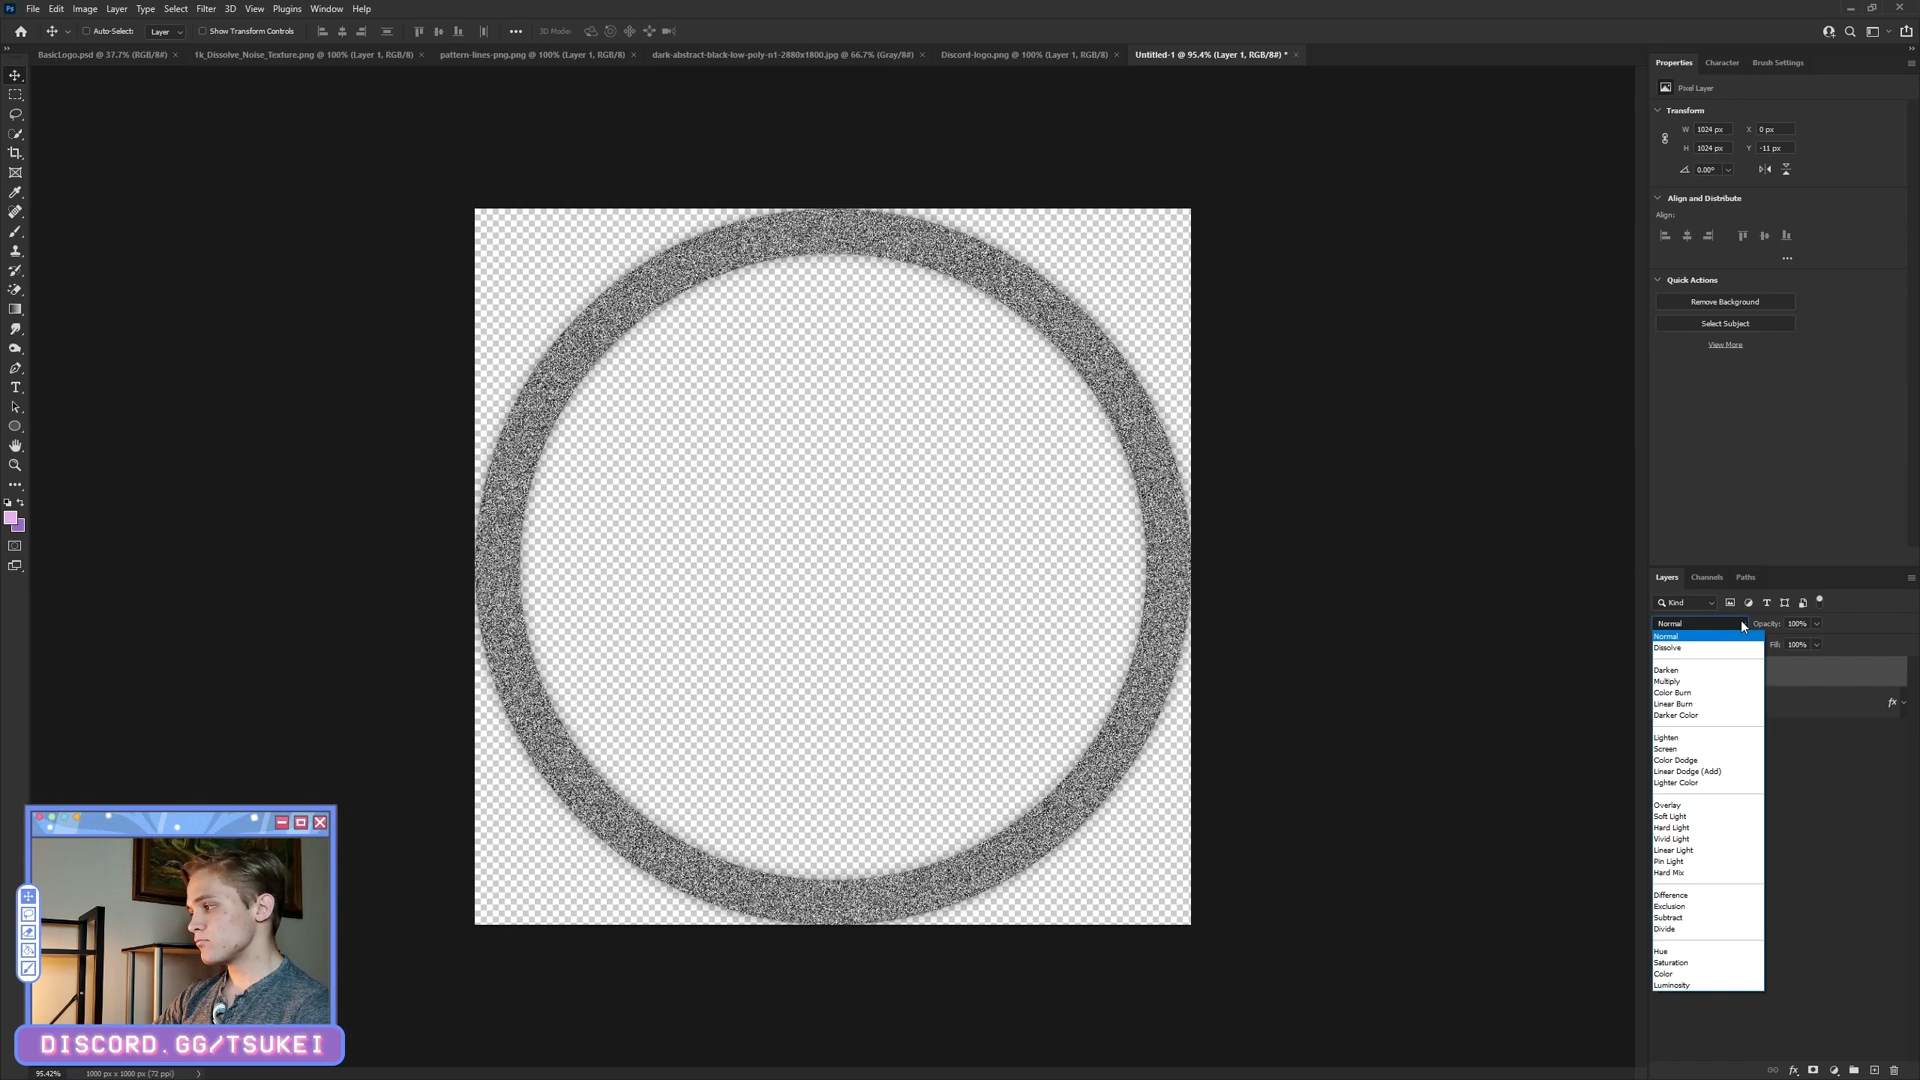 Ps File Edit Image Layer Type Select Filter 3D View Plugins Window Help
Auto-Select: Layer Show Transform Controls 3D Mode:
BasicLogo.psd @ 37.7% (RGB/8#) 1k_Dissolve_Noise_Texture.png @ 100% (Layer 1, RGB/8) pattern-lines-png.png @ 100% (Layer 1, RGB/8) dark-abstract-black-low-poly-n1-2880x1800.jpg @ 66.7% (Gray/8#) Discord-logo.png @ 100% (Layer 1, RGB/8) Untitled-1 @ 95.4% (Layer 1, RGB/8#) *
Properties Character Brush Settings
Pixel Layer
Transform
W 1024 px X 0 px
H 1024 px Y -11 px
0.00°
Align and Distribute
Align:
Quick Actions
Remove Background
Select Subject
View More
Layers Channels Paths
Kind
Normal Opacity: 100%
Normal
Fill: 100%
Dissolve
Darken
Multiply
Color Burn
Linear Burn
Darker Color
fx
Lighten
Screen
Color Dodge
Linear Dodge (Add)
Lighter Color
Overlay
Soft Light
Hard Light
Vivid Light
Linear Light
Pin Light
Hard Mix
Difference
Exclusion
Subtract
Divide
Hue
Saturation
Color
Luminosity
DISCORD.GG/TSUKEI
95.42% 1000 px x 1000 px (72 ppi)
fx